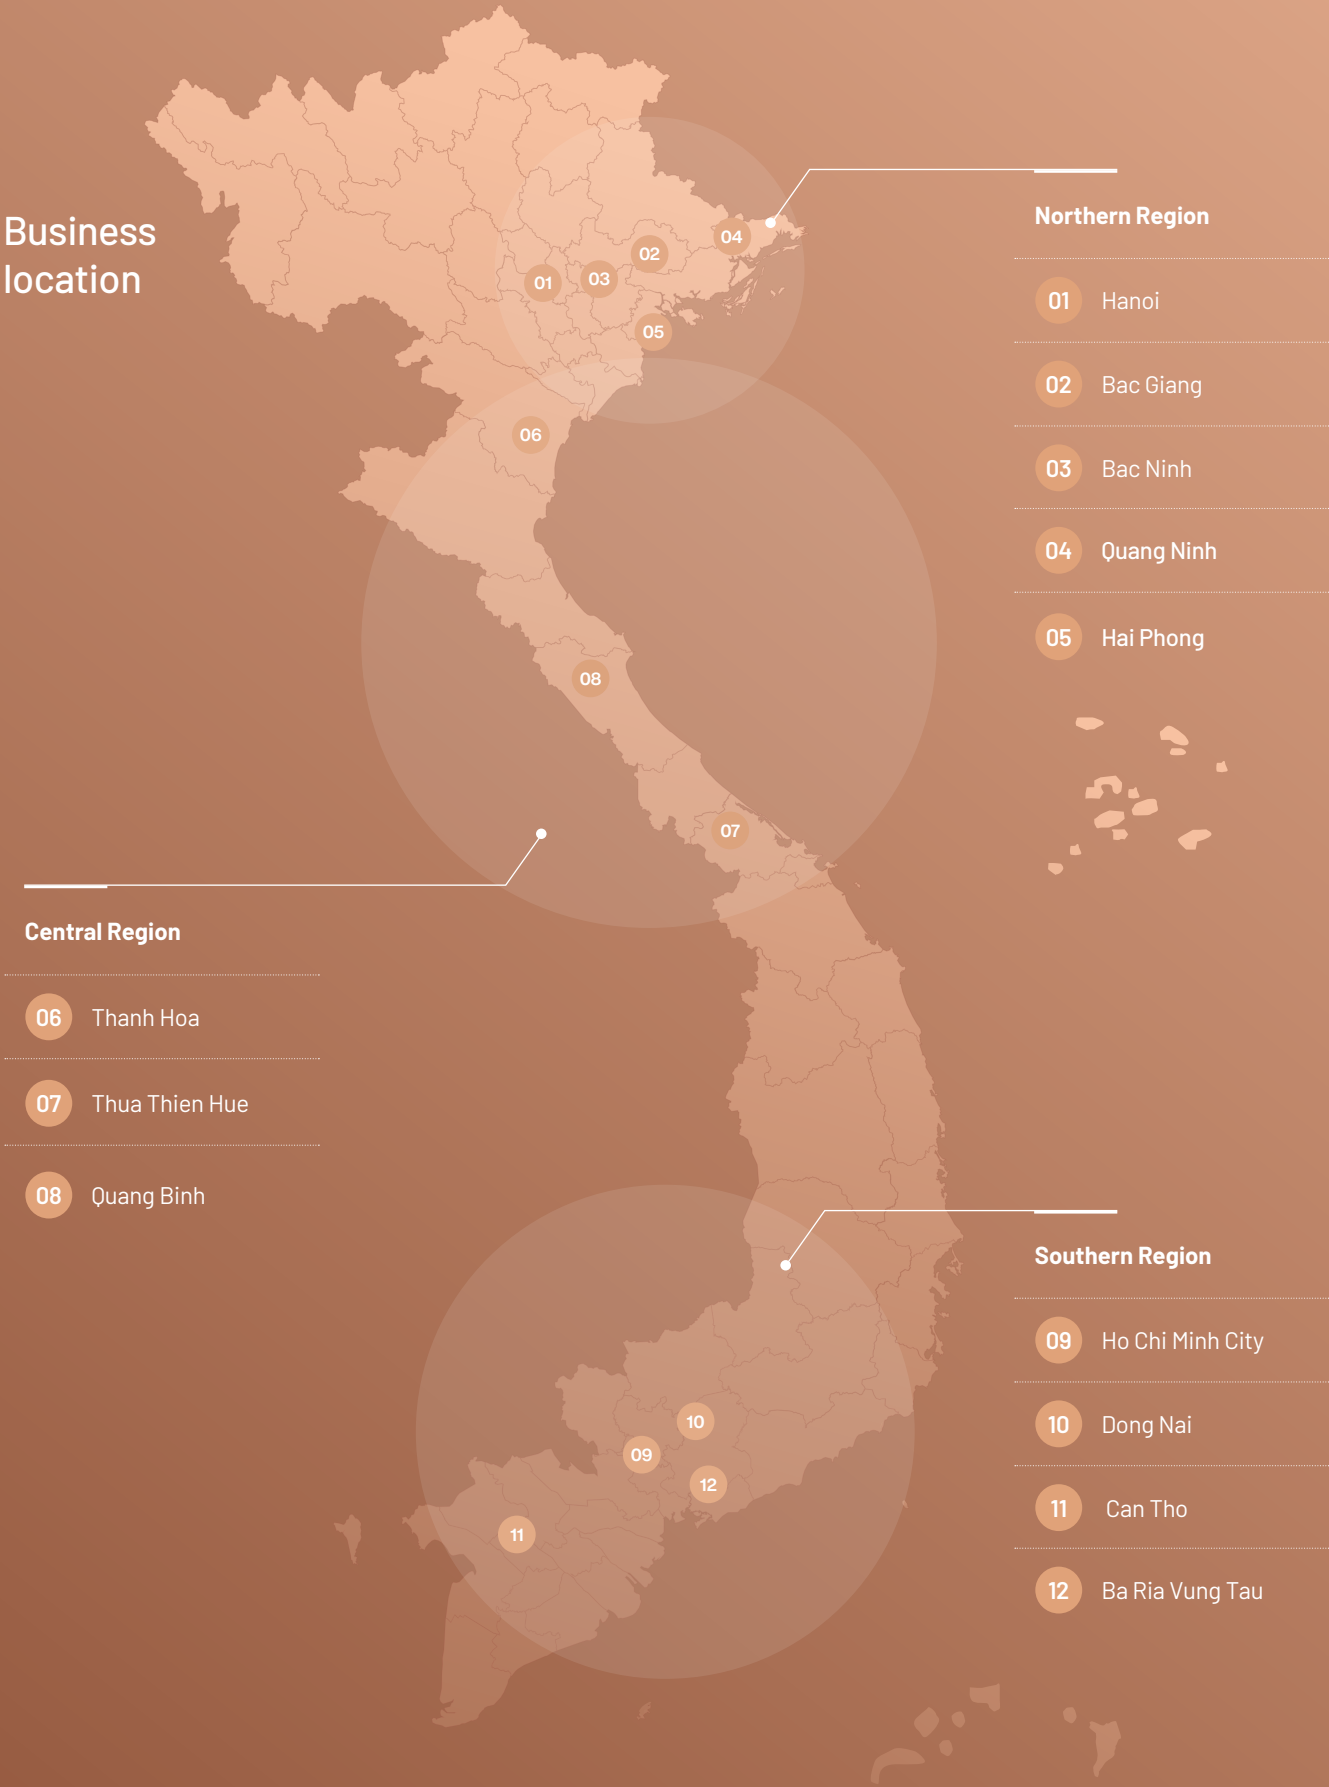 Business
location
04
02
03
01
05
06
08
07
10
09
12
11
Northern Region
01 Hanoi
02 Bac Giang
03 Bac Ninh
04 Quang Ninh
05 Hai Phong
Central Region
06 Thanh Hoa
07 Thua Thien Hue
08 Quang Binh
Southern Region
09 Ho Chi Minh City
10 Dong Nai
11 Can Tho
12 Ba Ria Vung Tau